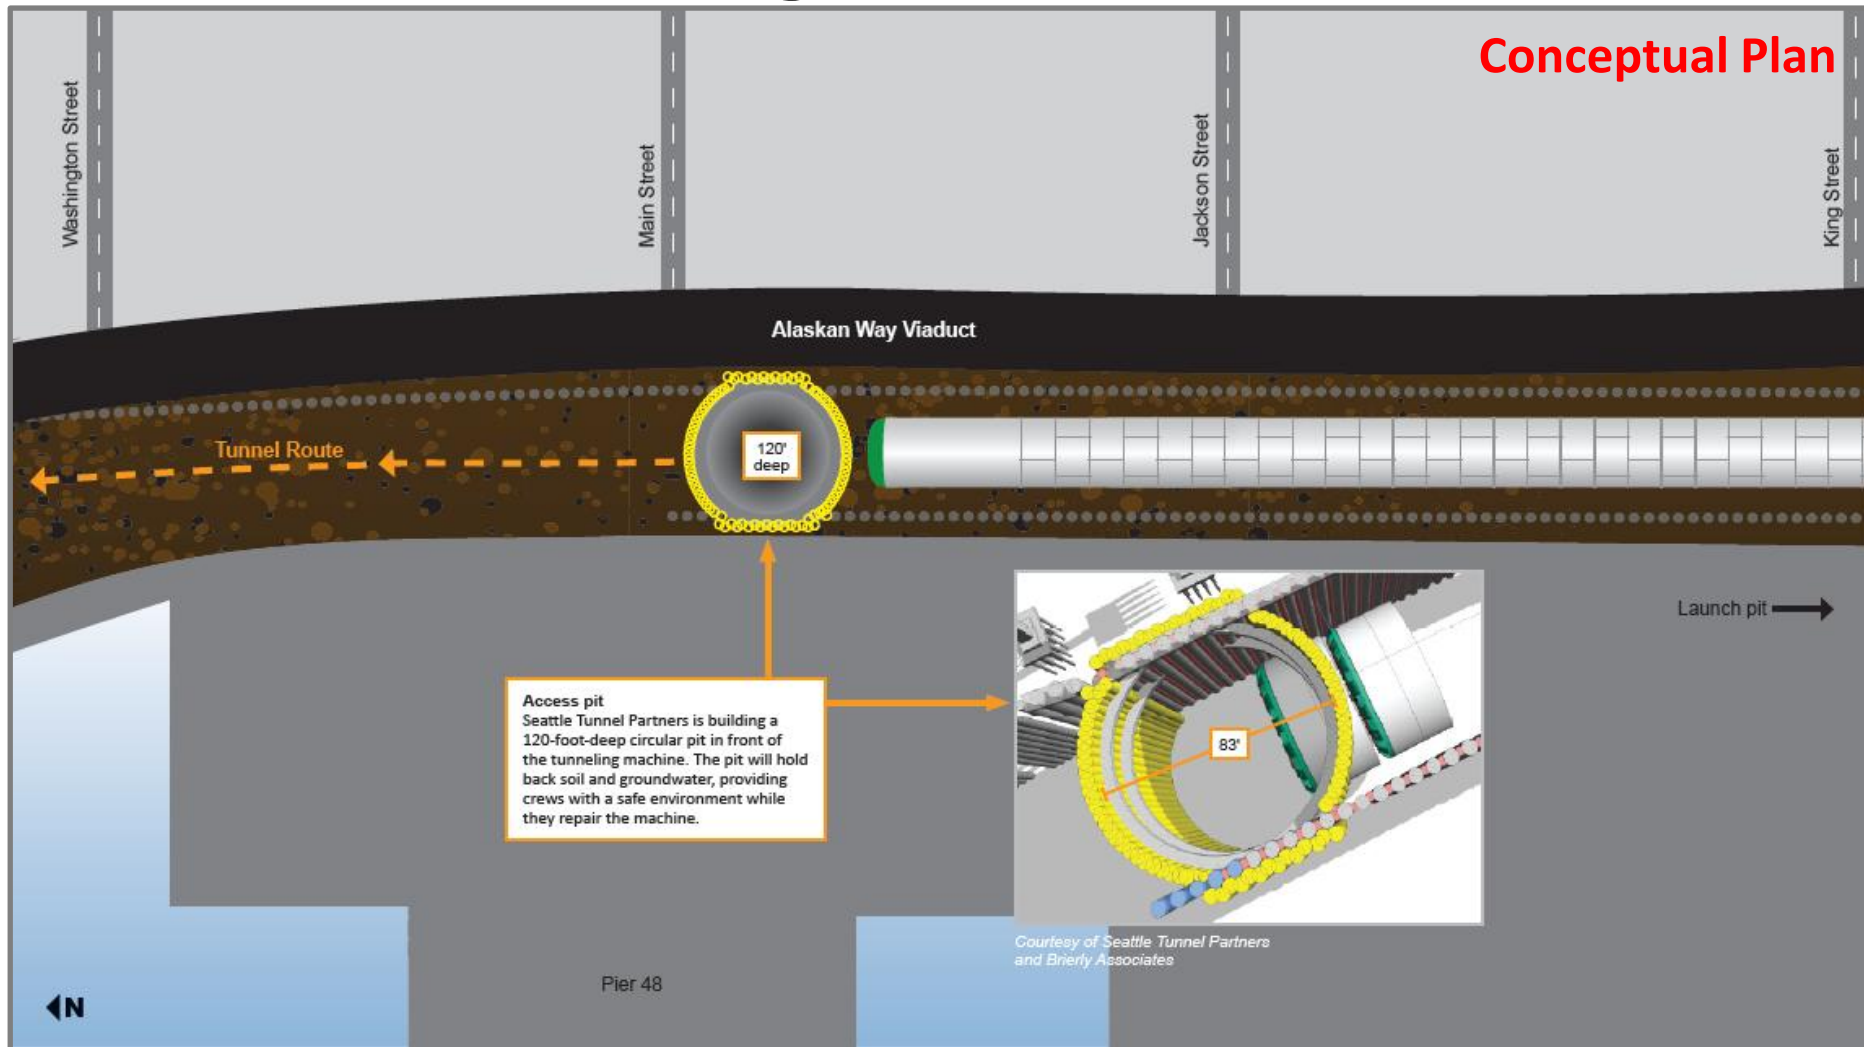 Conceptual Plan
Washington Street
Main Street
Jackson Street
King Street
Alaskan Way Viaduct
Tunnel Route
120'
deep
Launch pit
Access pit
Seattle Tunnel Partners is building a
120-foot-deep circular pit in front of
the tunneling machine. The pit will hold
back soil and groundwater, providing
crews with a safe environment while
they repair the machine.
83'
Courtesy of Seattle Tunnel Partners
and Brierly Associates
Pier 48
N